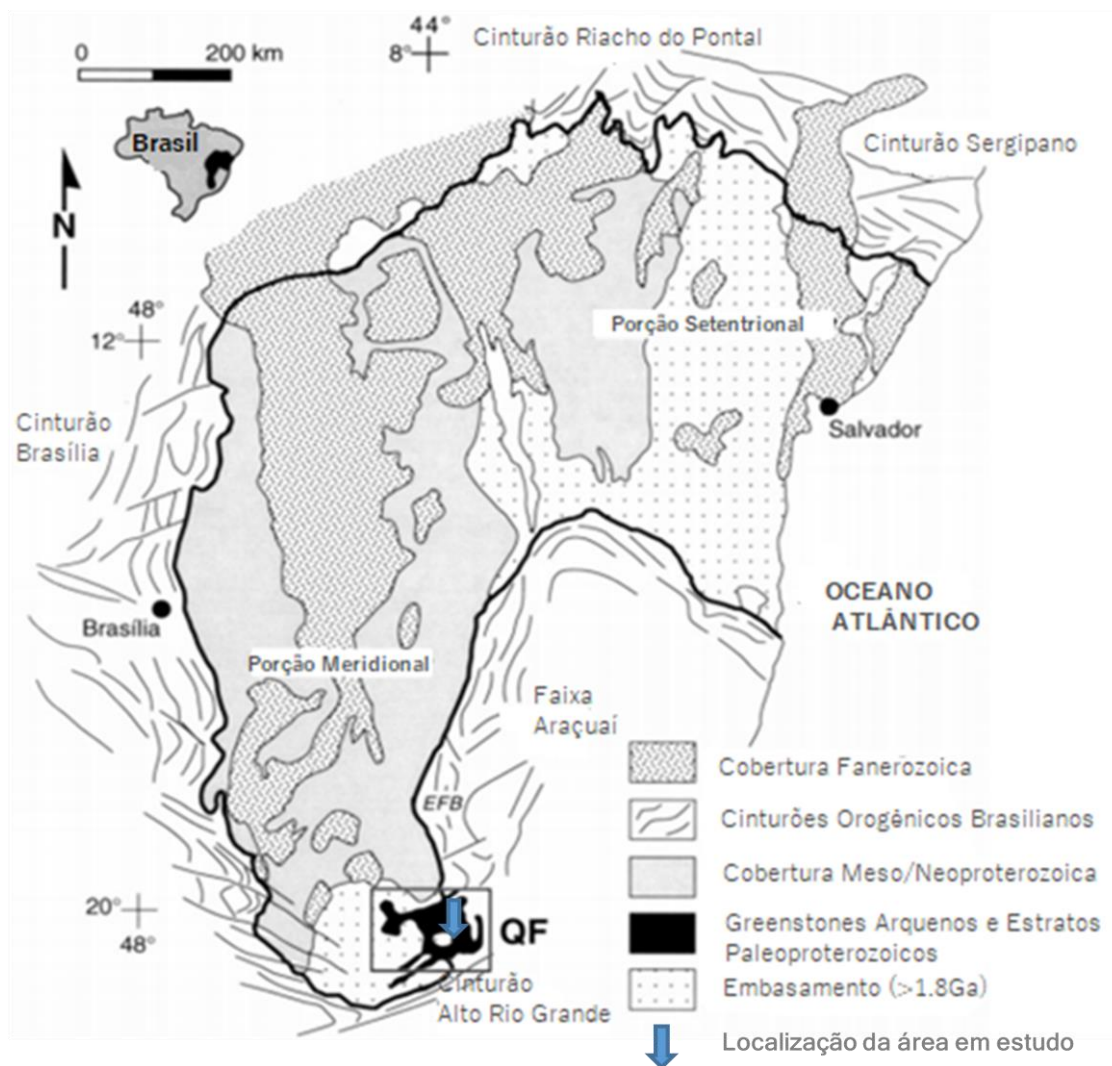 44°
8°
Cinturão Riacho do Pontal
0 200 km
Brasil
Cinturão Sergipano
N
48°
12°
Porção Setentrional
Cinturão
Brasília
Salvador
OCEANO
ATLÂNTICO
Brasília
Porção Meridional
Faixa
Araçuaí
Cobertura Fanerozoica
EFB
Cinturões Orogênicos Brasilianos
Cobertura Meso/Neoproterozoica
20°
48°
QF
Greenstones Arquenos e Estratos
Paleoproterozoicos
Cinturão
Alto Rio Grande
Embasamento (>1.8Ga)
Localização da área em estudo